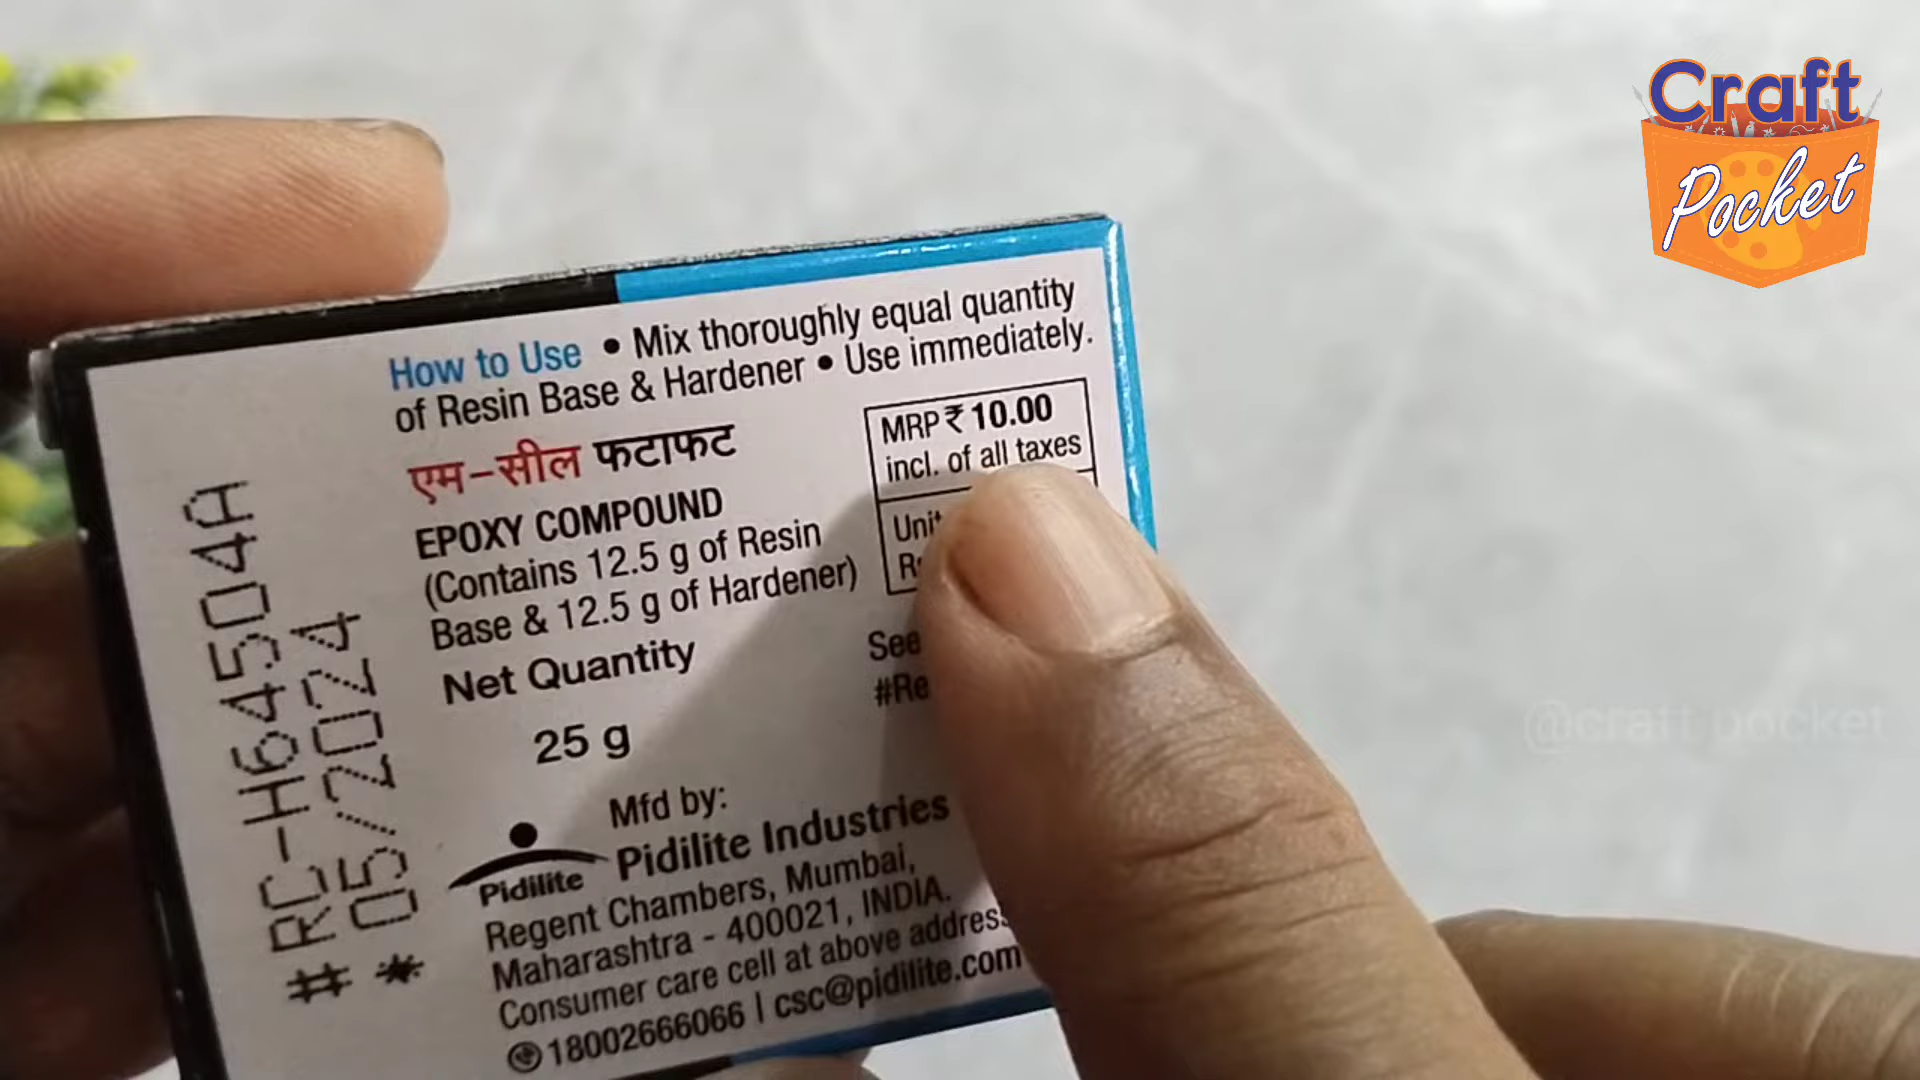 Craft
Pocket
How to Use • Mix thoroughly equal quantity
of Resin Base & Hardener • Use immediately.
एम-सील फटाफट
EPOXY COMPOUND
(Contains 12.5 g of Resin
Base & 12.5 g of Hardener)
Net Quantity
25 g
MRP ₹ 10.00
incl. of all taxes
See
Mfd by:
Pidilite Industries
Pidilite
Regent Chambers, Mumbai,
Maharashtra - 400021, INDIA.
Consumer care cell at above address
18002666066 | csc@pidilite.com
# RC-H64504A
* 05/2024
@craft pocket